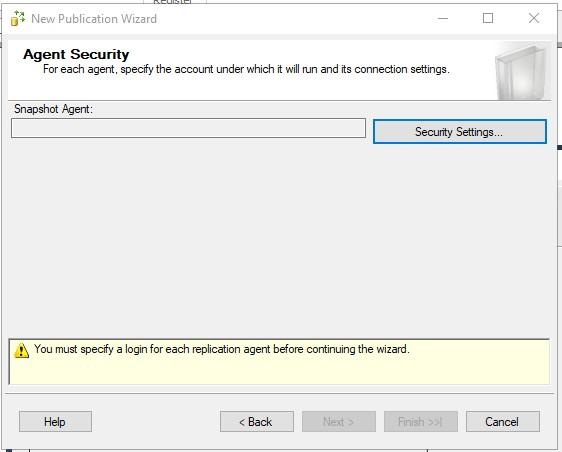 Register
New Publication Wizard
Agent Security
For each agent, specify the account under which it will run and its connection settings.
Snapshot Agent:
Security Settings...
You must specify a login for each replication agent before continuing the wizard.
Help
< Back
Next >
Finish >>|
Cancel